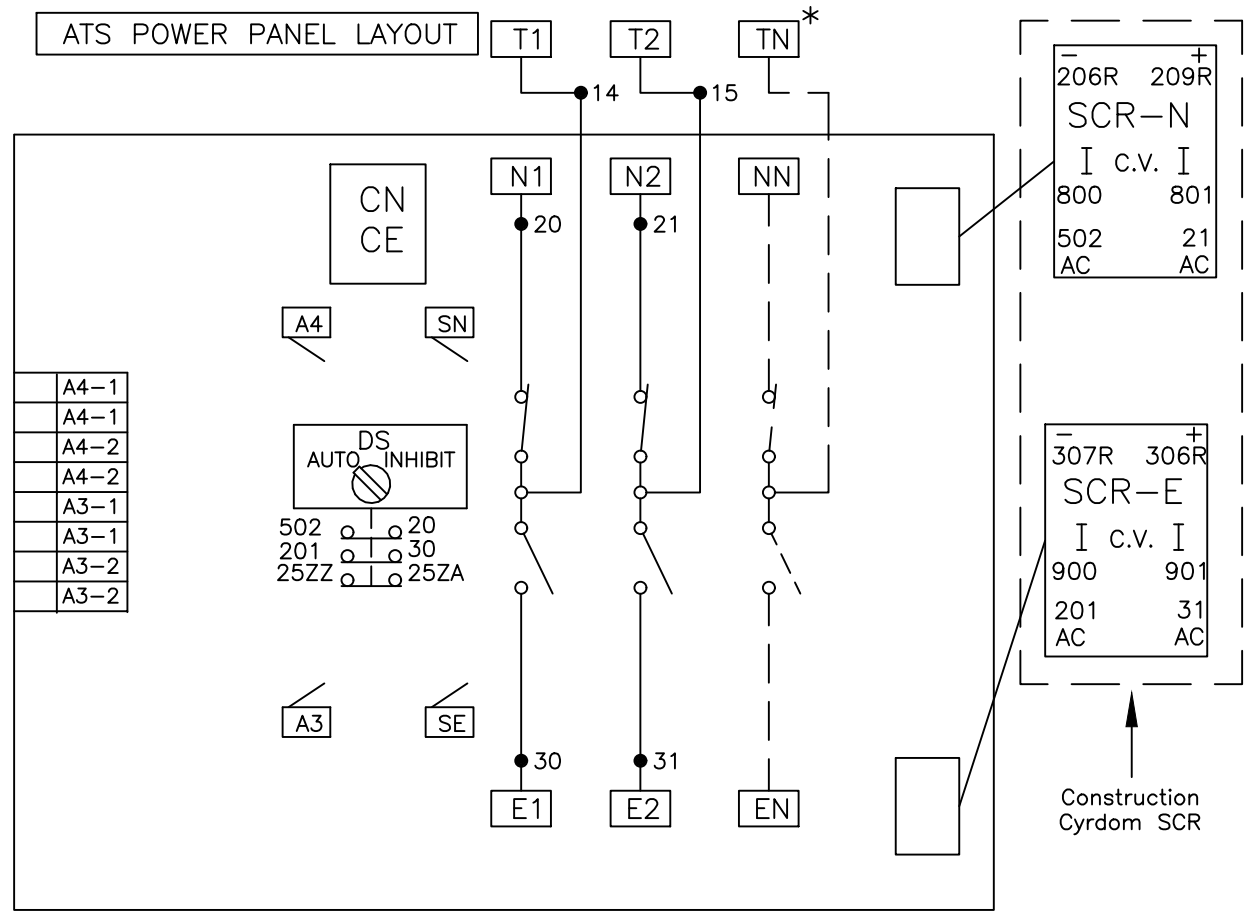 ATS POWER PANEL LAYOUT
T1
T2
TN
*
14
15
CN
CE
N1
N2
NN
20
21
A4
SN
A4-1
A4-1
A4-2
A4-2
A3-1
A3-1
A3-2
A3-2
DS
AUTO
INHIBIT
502
20
201
30
25ZZ
25ZA
A3
SE
30
31
E1
E2
EN
-
+
206R
209R
SCR-N
I C.V. I
800
801
502
21
AC
AC
-
+
307R
306R
SCR-E
I C.V. I
900
901
201
31
AC
AC
Construction
Cyrdom SCR